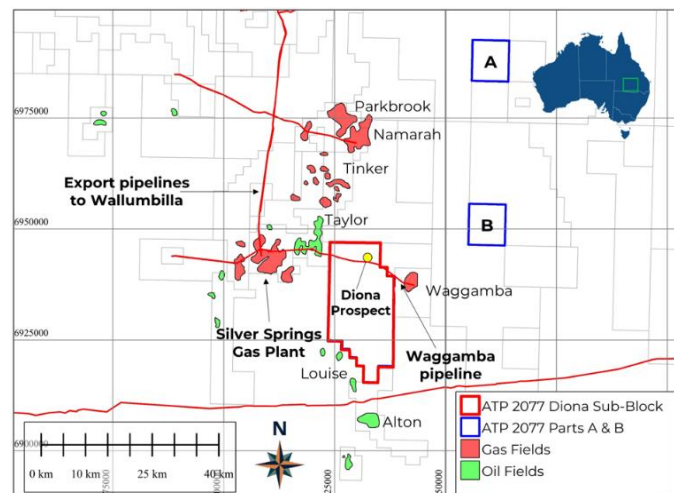 A
Parkbrook
6975000
Namarah
Tinker
Export pipelines
to Wallumbilla
Taylor
6950000
B
Diona
Prospect
Waggamba
Silver Springs
Gas Plant
6925000
Waggamba
pipeline
Louise
Alton
N
ATP 2077 Diona Sub-Block
ATP 2077 Parts A & B
Gas Fields
Oil Fields
0 km
10 km
25 km
40 km